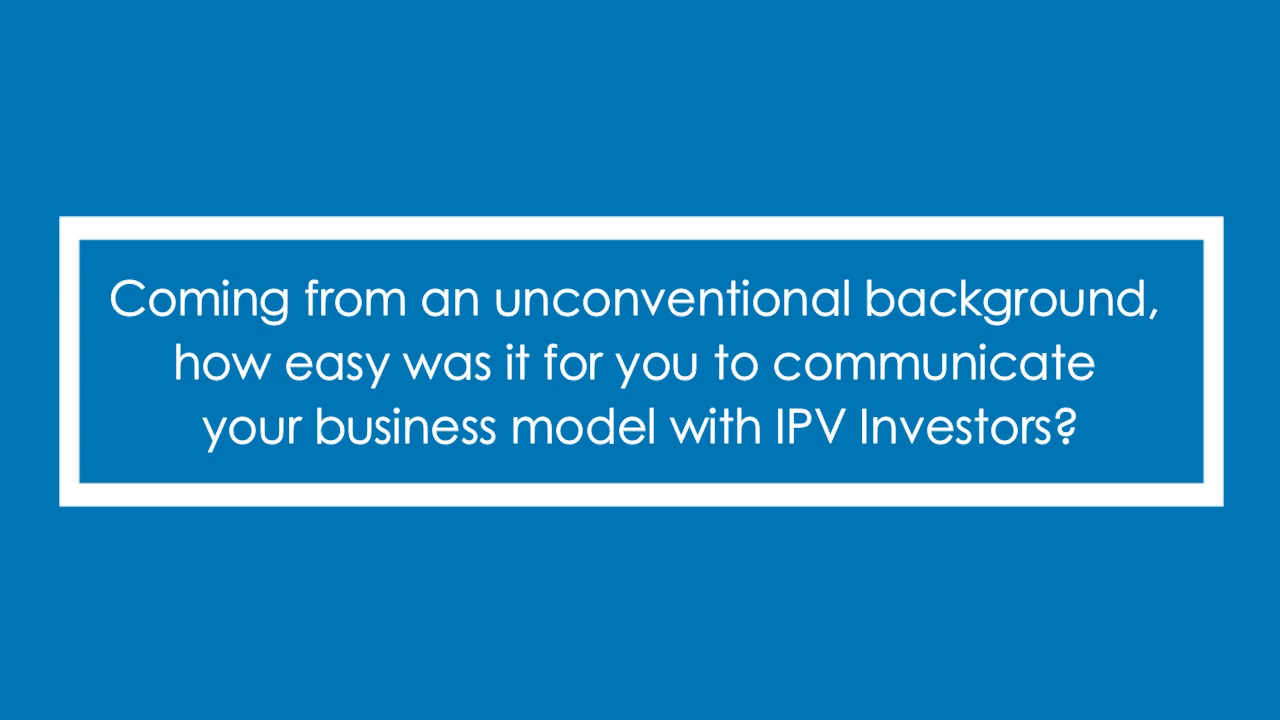 Coming from an unconventional background,
how easy was it for you to communicate
your business model with IPV Investors?